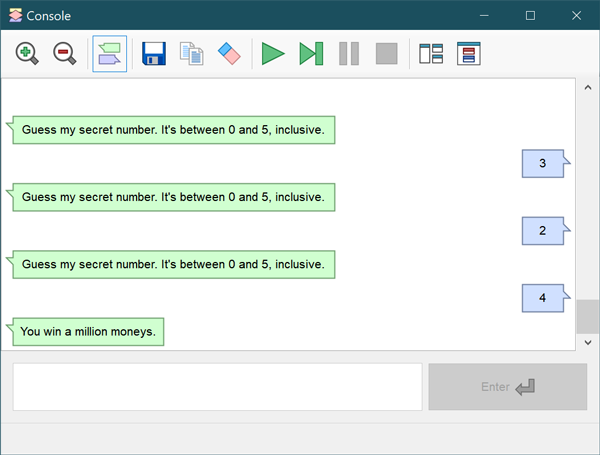 Console
Guess my secret number. It's between 0 and 5, inclusive.
3
Guess my secret number. It's between 0 and 5, inclusive.
2
Guess my secret number. It's between 0 and 5, inclusive.
4
You win a million moneys.
Enter